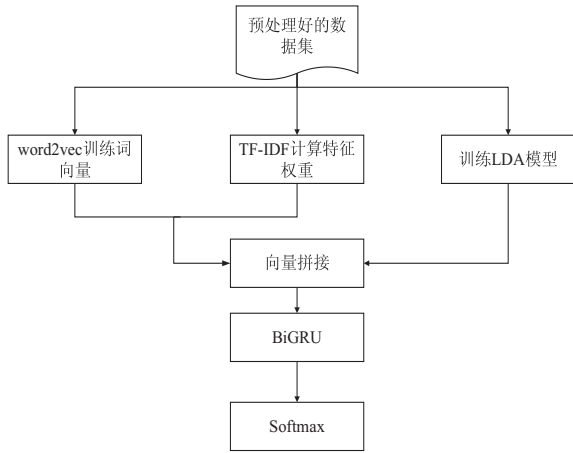 预处理好的数
据集
word2vec训练词
向量
TF-IDF计算特征
权重
训练LDA模型
向量拼接
BiGRU
Softmax